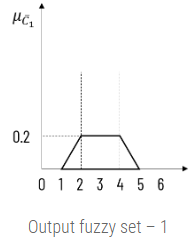 μC̃₁
0.2
0 1 2 3 4 5 6
Output fuzzy set – 1